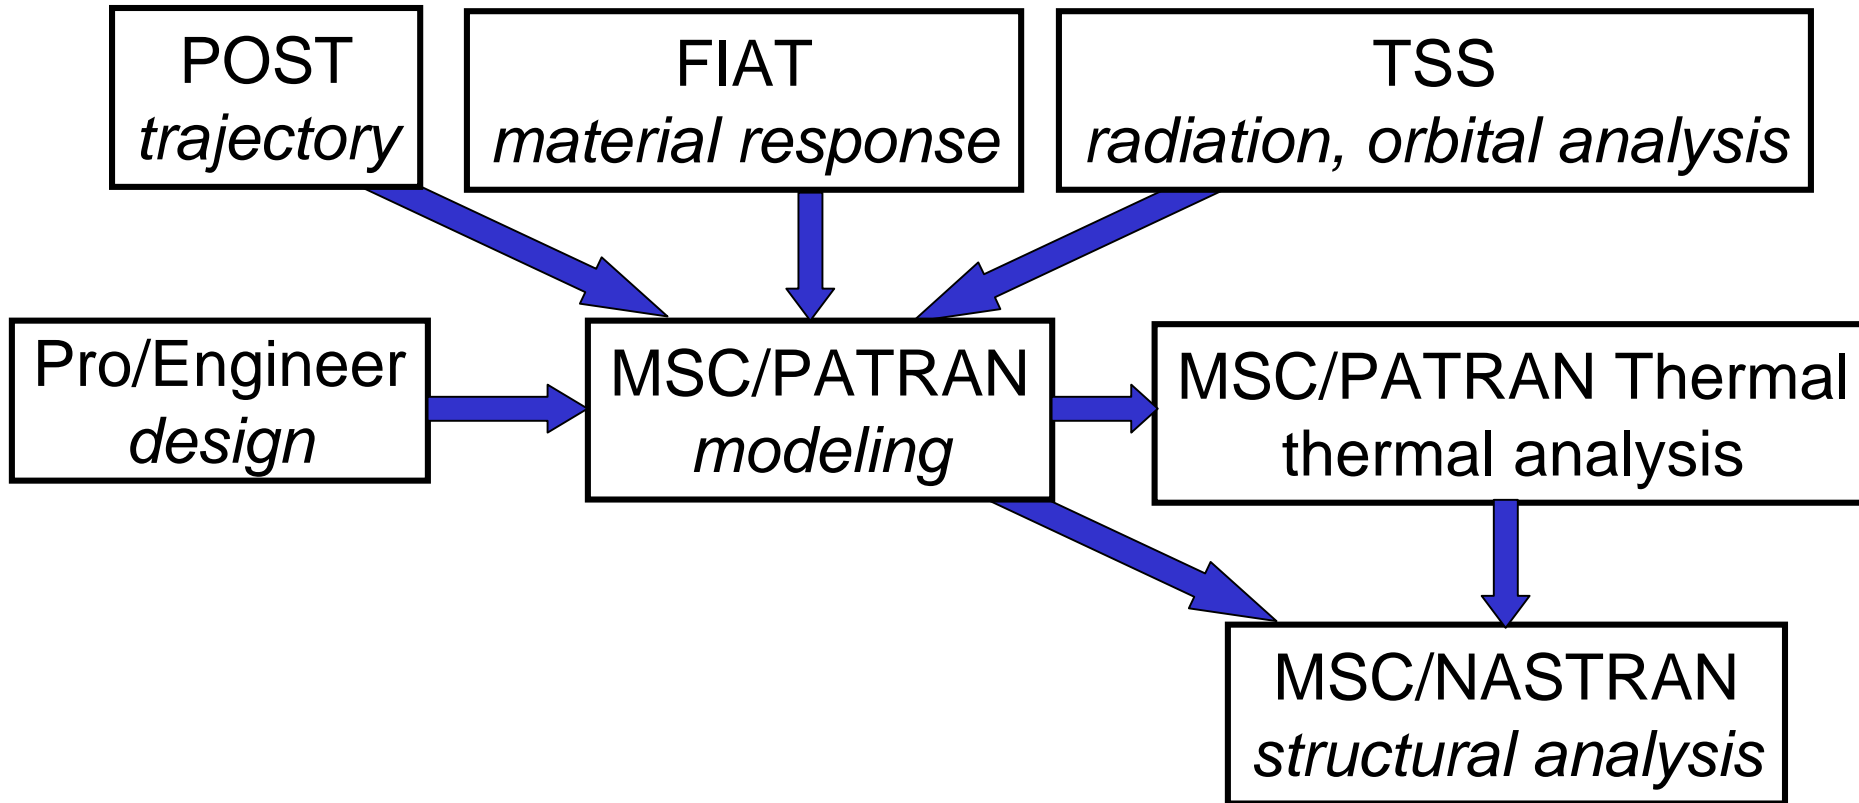 POST
trajectory
FIAT
material response
TSS
radiation, orbital analysis
Pro/Engineer
design
MSC/PATRAN
modeling
MSC/PATRAN Thermal
thermal analysis
MSC/NASTRAN
structural analysis